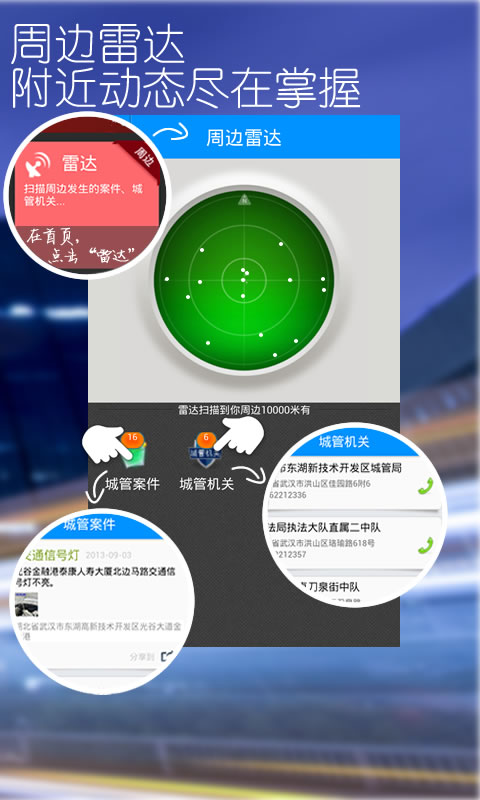 周边雷达
附近动态尽在掌握
雷达
周边
扫描周边发生的案件、城
管机关...
在首页，
点击“雷达”
周边雷达
N
雷达扫描到你周边10000米有
16
城管案件
6
城管机关
城管机关
城管机关
市东湖新技术开发区城管局
省武汉市洪山区佳园路6附6
62212336
法局执法大队直属二中队
省武汉市洪山区珞瑜路618号
0212357
刀泉街中队
城管案件
交通信号灯 2013-09-03
光谷金融港泰康人寿大厦北边马路交通信
号灯不亮。
湖北省武汉市东湖高新技术开发区光谷大道金
港
分享到